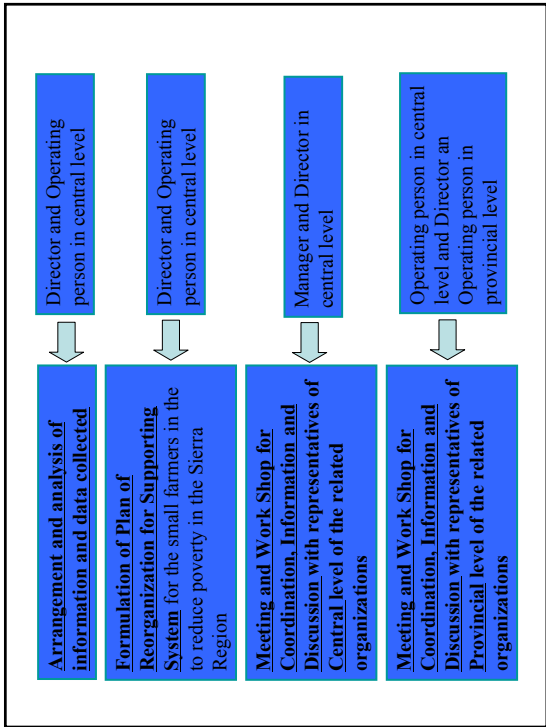 Arrangement and analysis of
information and data collected
Director and Operating
person in central level
Formulation of Plan of
Reorganization for Supporting
System for the small farmers in the
to reduce poverty in the Sierra
Region
Director and Operating
person in central level
Meeting and Work Shop for
Coordination, Information and
Discussion with representatives of
Central level of the related
organizations
Manager and Director in
central level
Meeting and Work Shop for
Coordination, Information and
Discussion with representatives of
Provincial level of the related
organizations
Operating person in central
level and Director an
Operating person in
provincial level